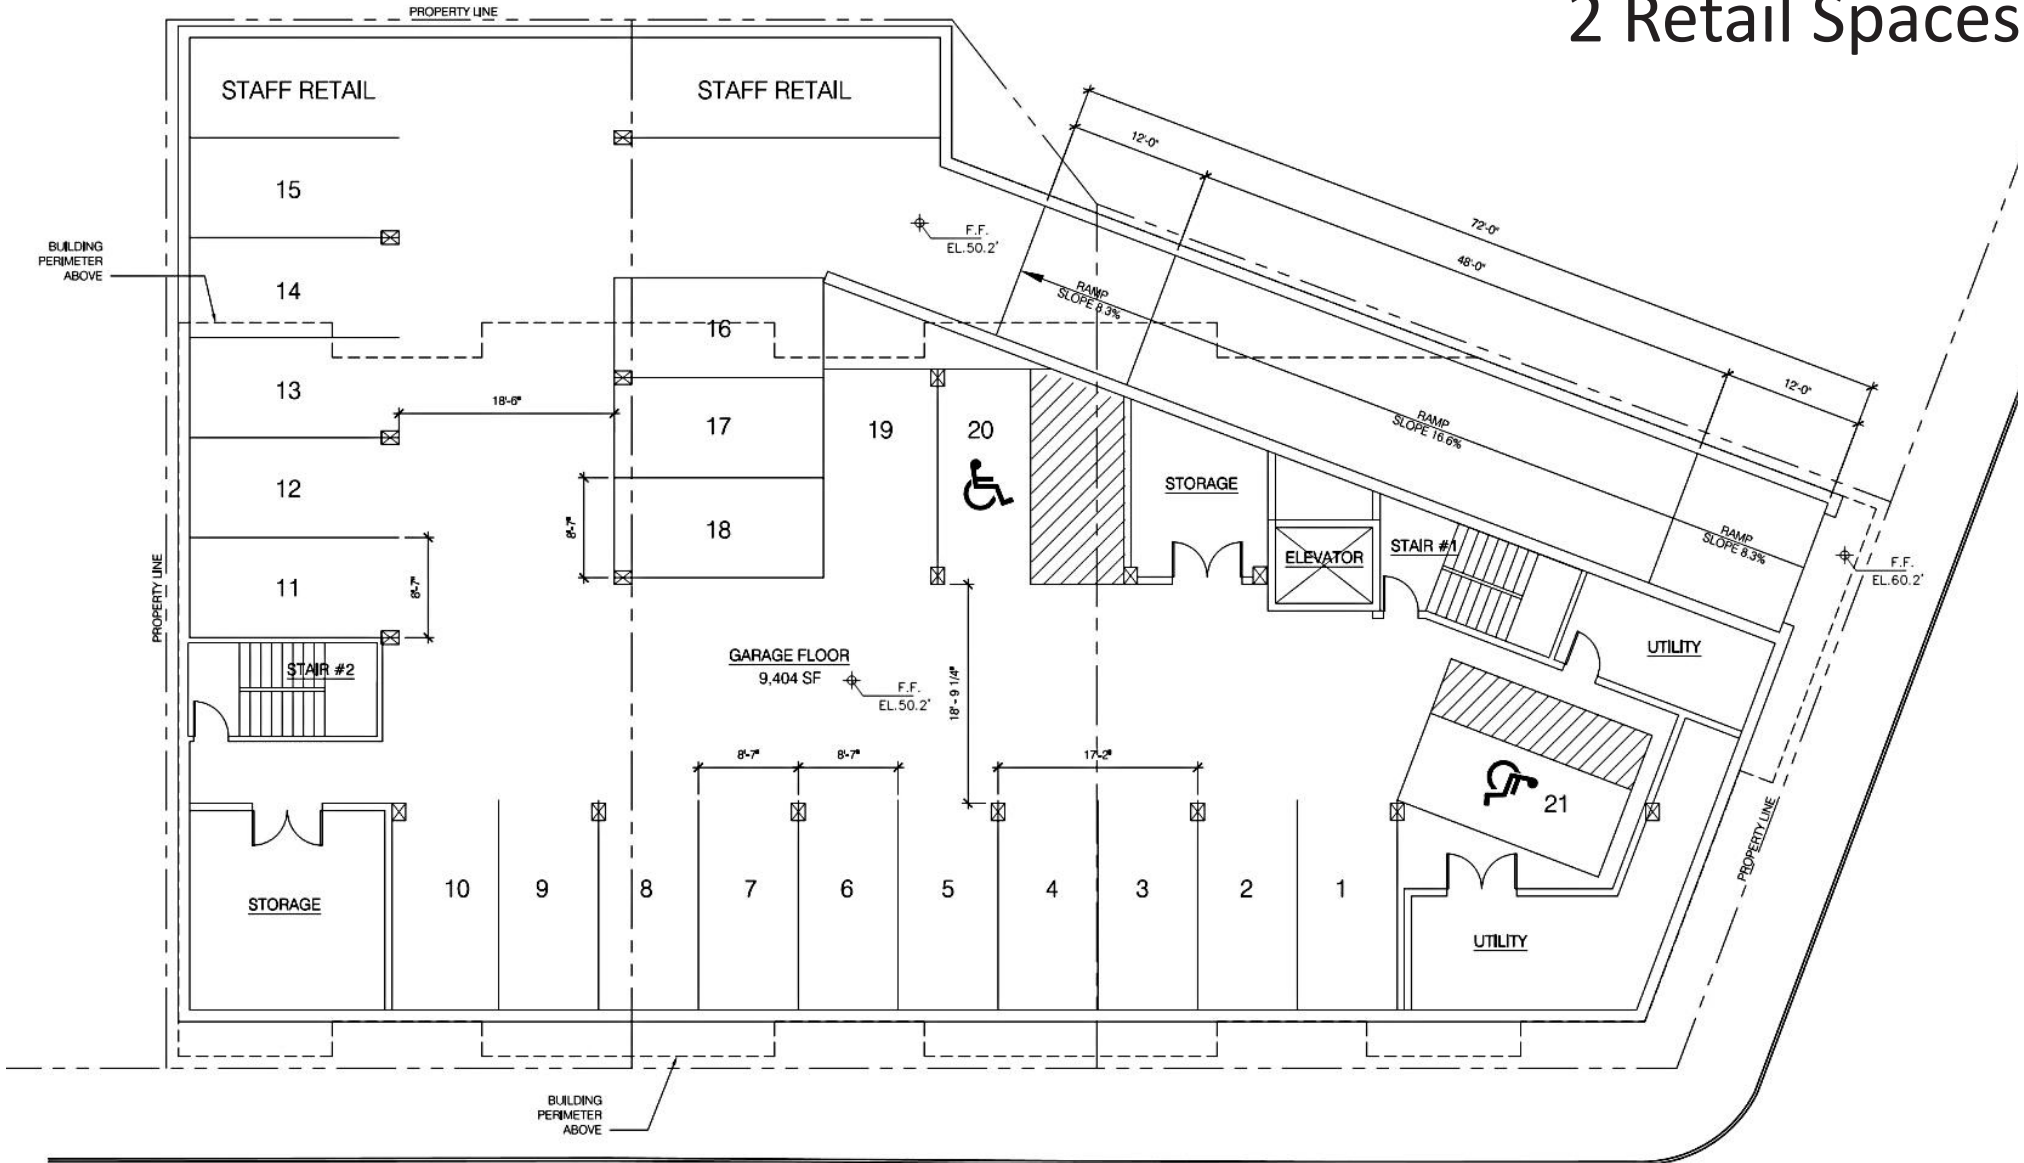 2 Retail Spaces
PROPERTY LINE
STAFF RETAIL
STAFF RETAIL
12'-0"
72'-0"
48'-0"
12'-0"
15
F.F.
EL.50.2'
BUILDING
PERIMETER
ABOVE
14
RAMP
SLOPE 8.3%
16
13
18'-6"
RAMP
SLOPE 16.6%
17
19
20
12
STORAGE
8'-7"
18
ELEVATOR
STAIR #1
RAMP
SLOPE 8.3%
F.F.
EL.60.2'
PROPERTY LINE
11
8'-7"
STAIR #2
GARAGE FLOOR
9,404 SF
F.F.
EL.50.2'
18' - 9 1/4"
UTILITY
8'-7"
8'-7"
17'-2"
21
PROPERTY LINE
STORAGE
10
9
8
7
6
5
4
3
2
1
UTILITY
BUILDING
PERIMETER
ABOVE